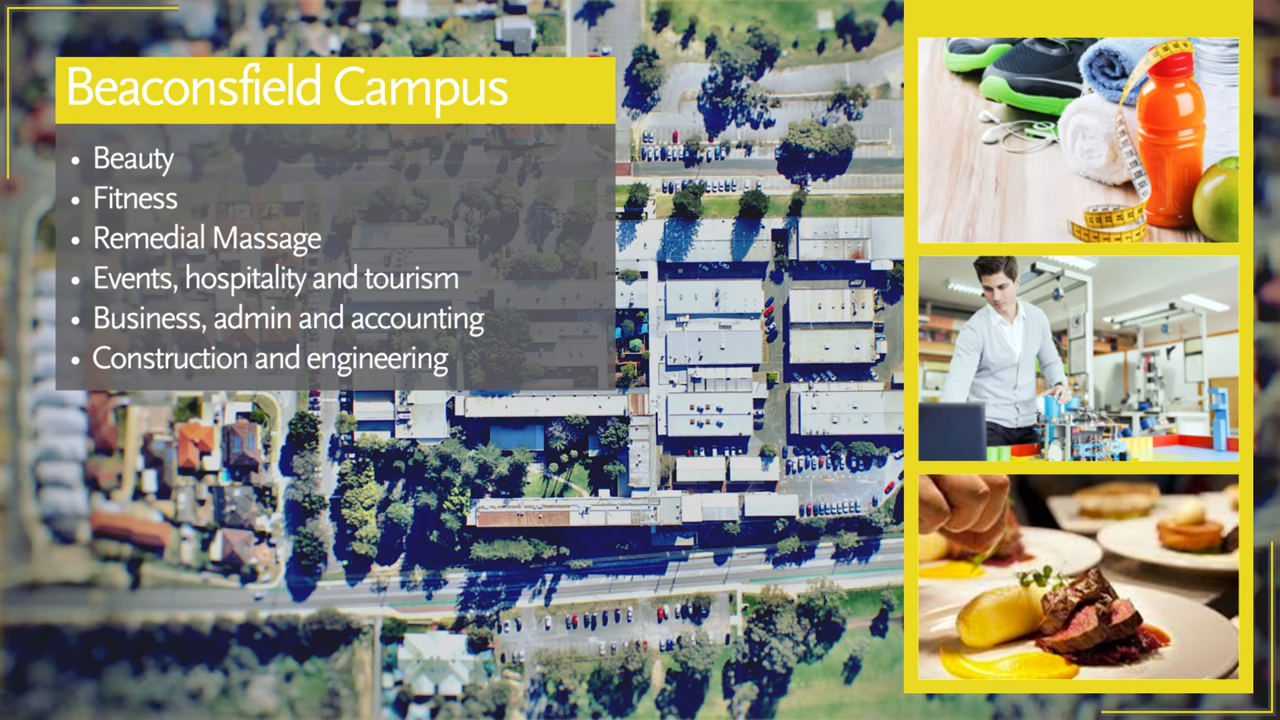 Beaconsfield Campus
• Beauty
• Fitness
• Remedial Massage
• Events, hospitality and tourism
• Business, admin and accounting
• Construction and engineering